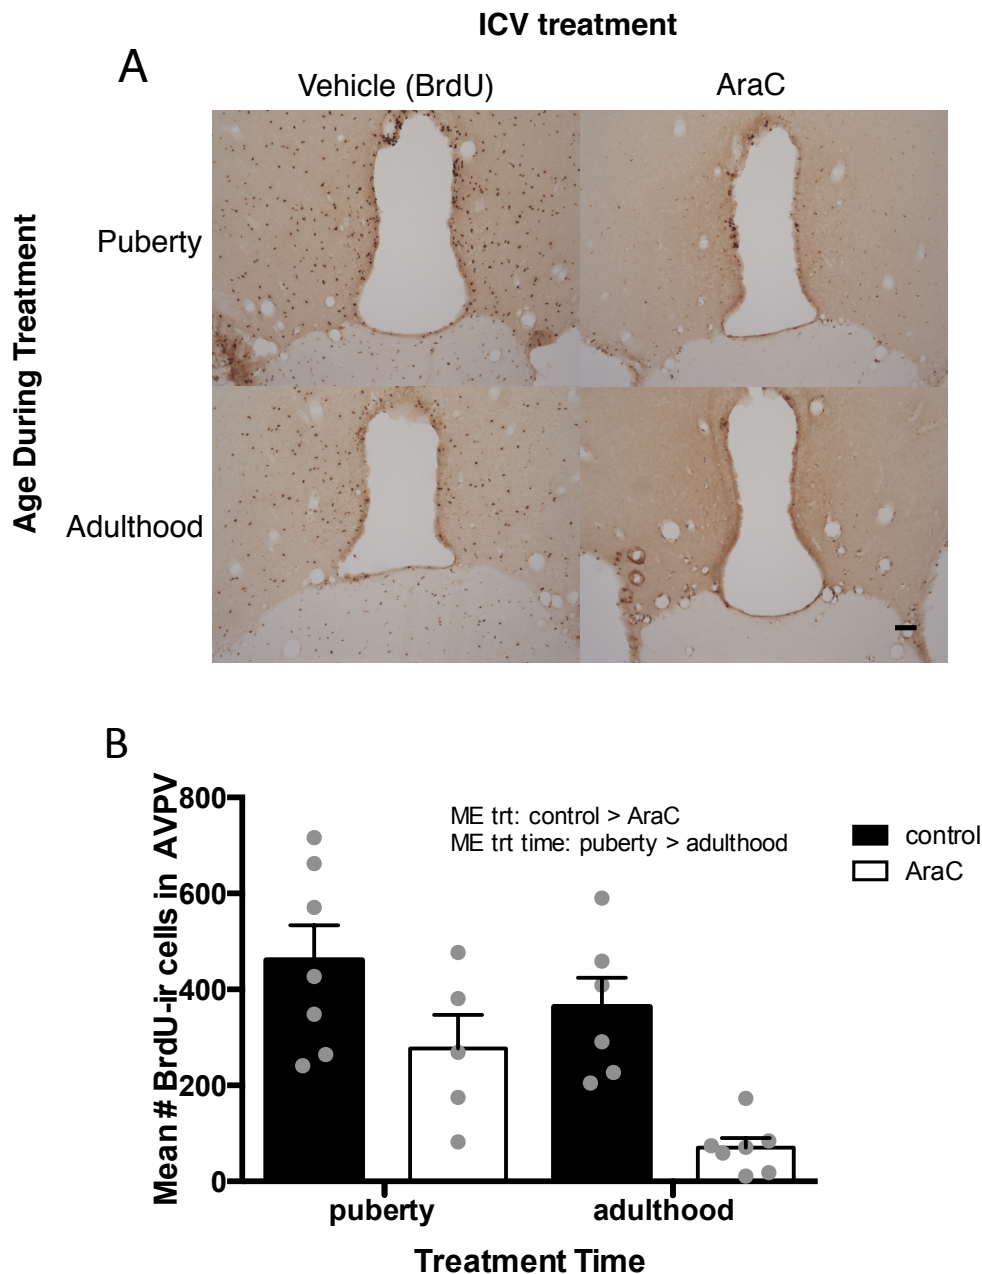 ICV treatment
A
Vehicle (BrdU)
AraC
Age During Treatment
Puberty
Adulthood
B
Mean # BrdU-ir cells in AVPV
800
600
400
200
0
ME trt: control > AraC
ME trt time: puberty > adulthood
control
AraC
puberty
adulthood
Treatment Time